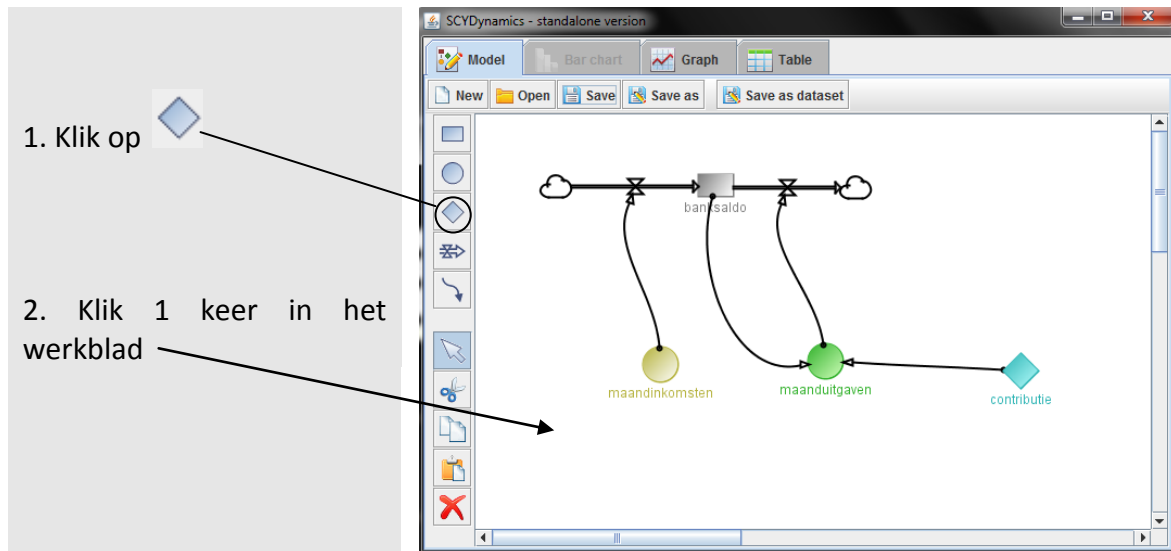 1. Klik op
2. Klik 1 keer in het
werkblad
SCYDynamics - standalone version
Model Bar chart Graph Table
New Open Save Save as Save as dataset
banksaldo
maandinkomsten
maanduitgaven
contributie